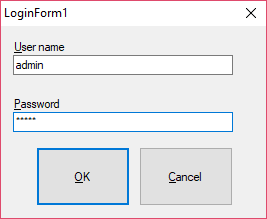 LoginForm1
User name
admin
Password
*****
OK
Cancel